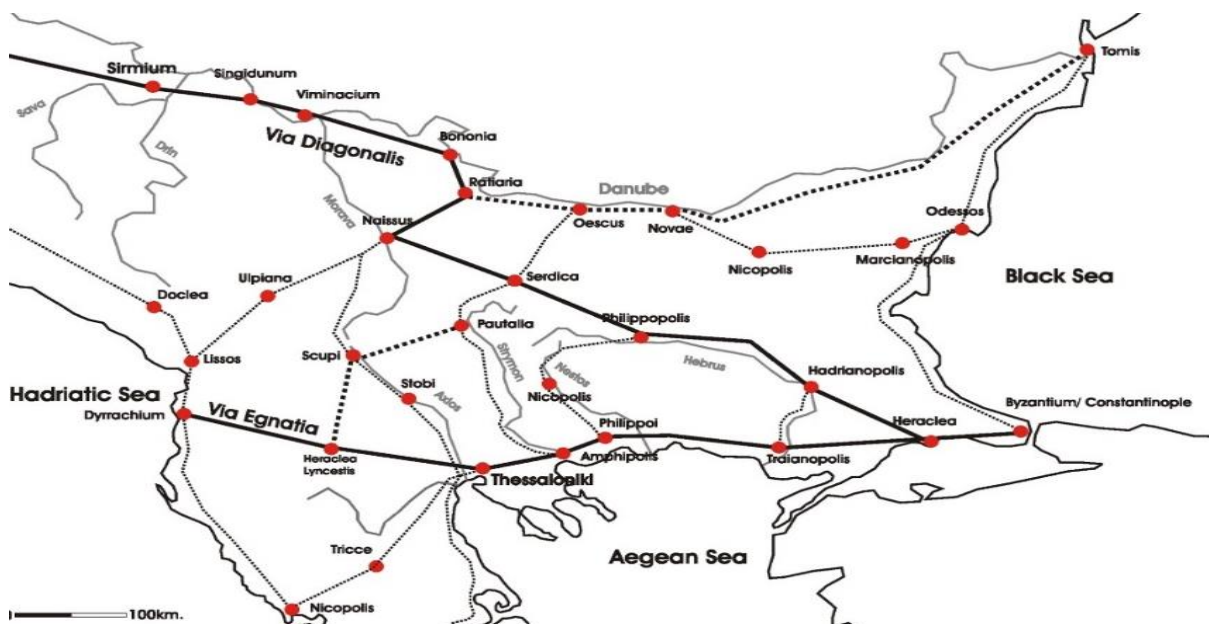 Tomis
Sirmium
Singidunum
Viminacium
Sava
Drin
Via Diagonalis
Bononia
Ratiaria
Danube
Morava
Naissus
Oescus
Novae
Odessos
Nicopolis
Marcianopolis
Ulpiana
Serdica
Black Sea
Doclea
Philippopolis
Pautalia
Scupi
Lissos
Strymon
Nestos
Hebrus
Hadrianopolis
Hadriatic Sea
Stobi
Axios
Nicopolis
Dyrrachium
Via Egnatia
Byzantium/ Constantinople
Heraclea
Philippoi
Heraclea
Lyncestis
Amphipolis
Traianopolis
Thessaloniki
Tricce
Aegean Sea
Nicopolis
100km.